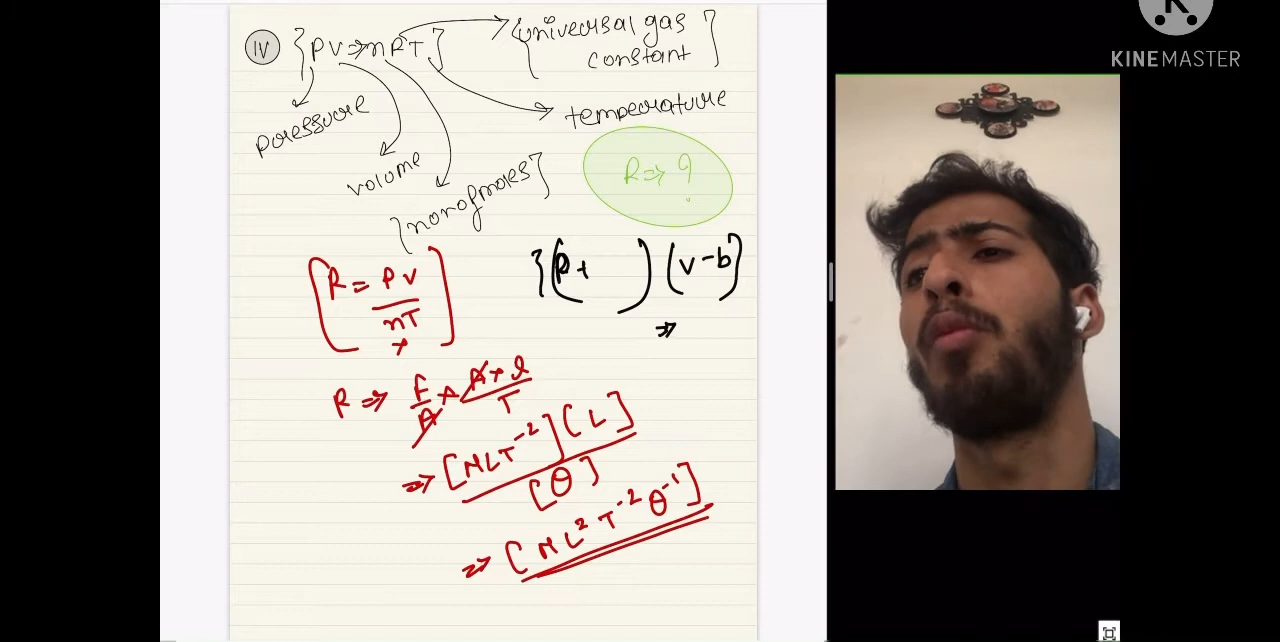 IV { PV ⇒ nRT } → {universal gas
constant }
pressure
temperature
volume
{no. of moles}
R ⇒ ?
[ R = PV / nT ]
{(P + ) (V - b)
⇒
R ⇒ F/A × A × l / T
⇒ [MLT⁻²] [L] / [θ]
⇒ [ML²T⁻²θ⁻¹]
K
KINEMASTER